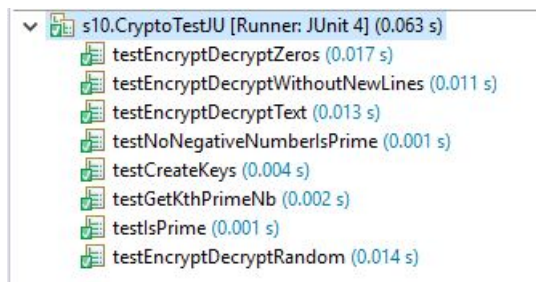 s10.CryptoTestJU [Runner: JUnit 4] (0.063 s)
testEncryptDecryptZeros (0.017 s)
testEncryptDecryptWithoutNewLines (0.011 s)
testEncryptDecryptText (0.013 s)
testNoNegativeNumberIsPrime (0.001 s)
testCreateKeys (0.004 s)
testGetKthPrimeNb (0.002 s)
testIsPrime (0.001 s)
testEncryptDecryptRandom (0.014 s)